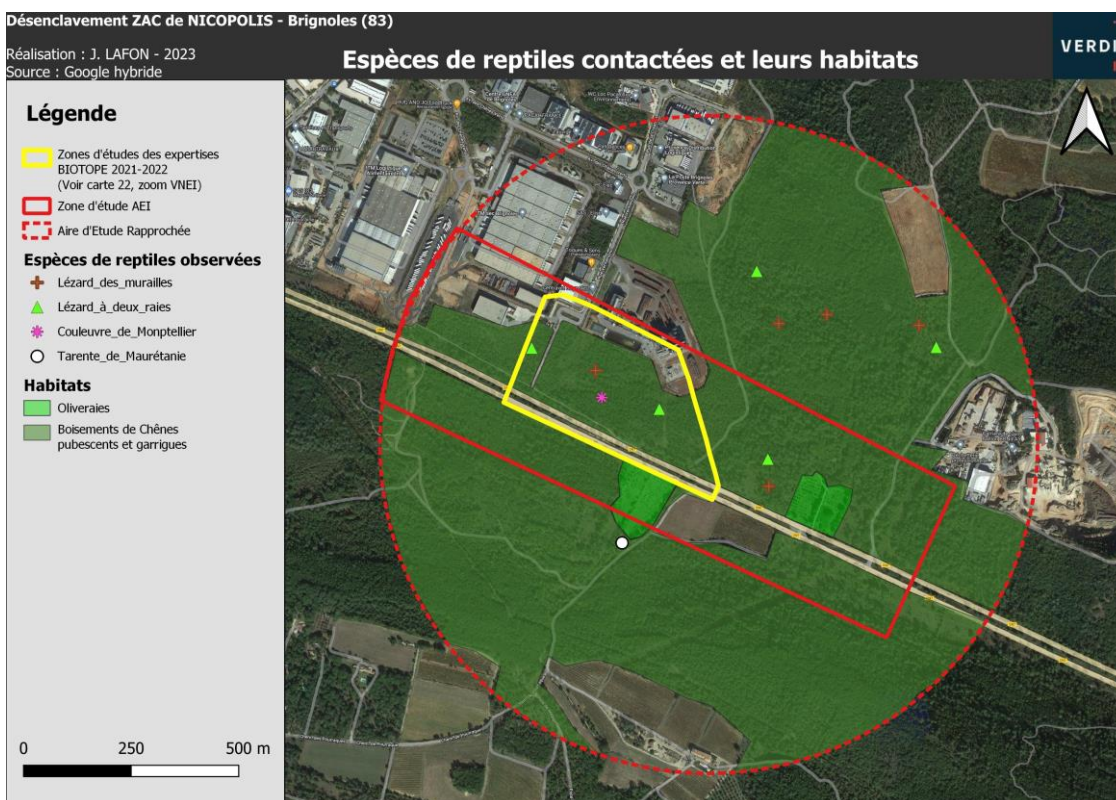 Désenclavement ZAC de NICOPOLIS - Brignoles (83)
Réalisation : J. LAFON - 2023
Source : Google hybride
Espèces de reptiles contactées et leurs habitats
VERDI
Légende
Zones d'études des expertises
BIOTOPE 2021-2022
(Voir carte 22, zoom VNEI)
Zone d'étude AEI
Aire d'Etude Rapprochée
Espèces de reptiles observées
Lézard_des_murailles
Lézard_à_deux_raies
Couleuvre_de_Monptellier
Tarente_de_Maurétanie
Habitats
Oliveraies
Boisements de Chênes
pubescents et garrigues
0 250 500 m